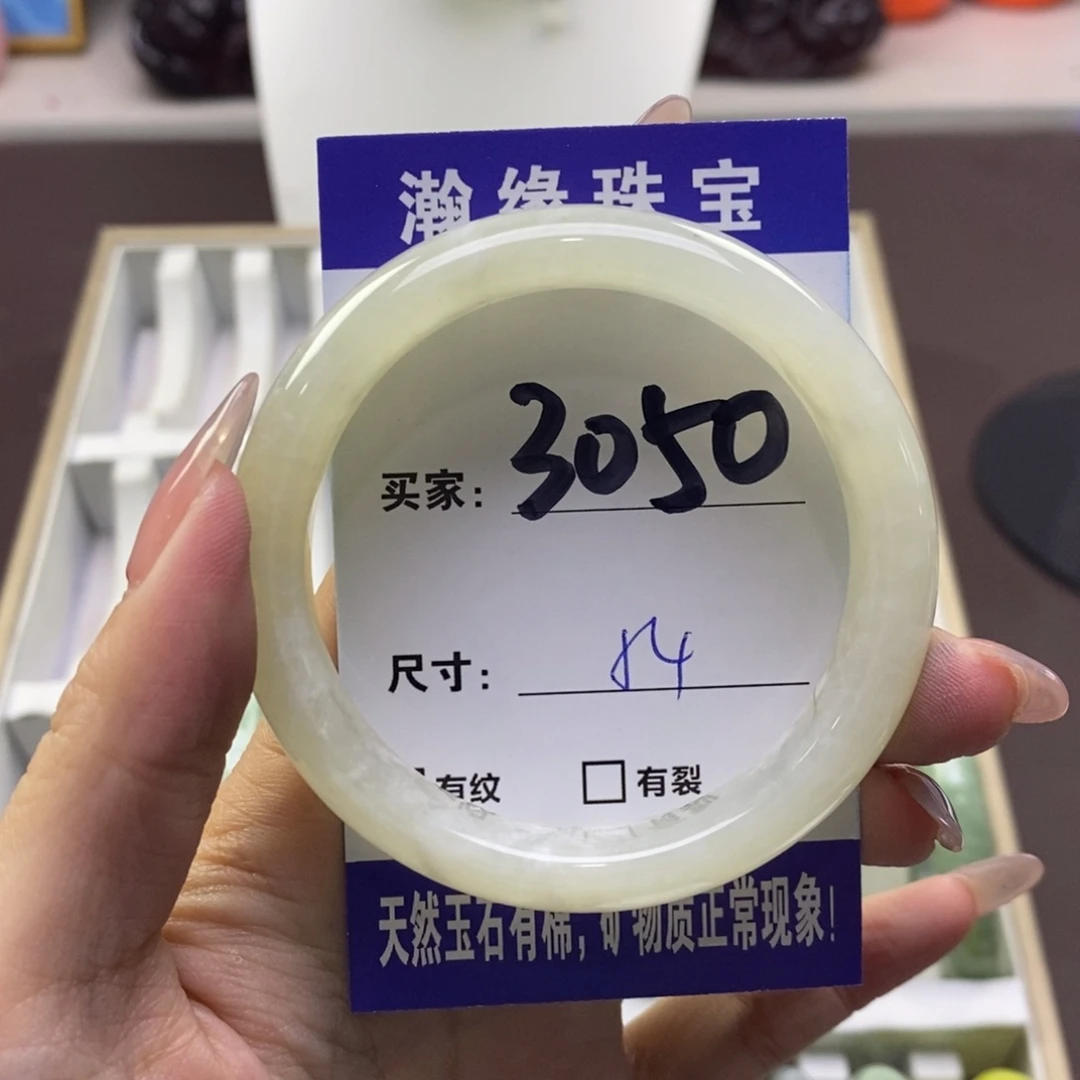 瀚缘珠宝
买家: 3050
尺寸: 54
有纹 □有裂
天然玉石有棉,矿物质正常现象!